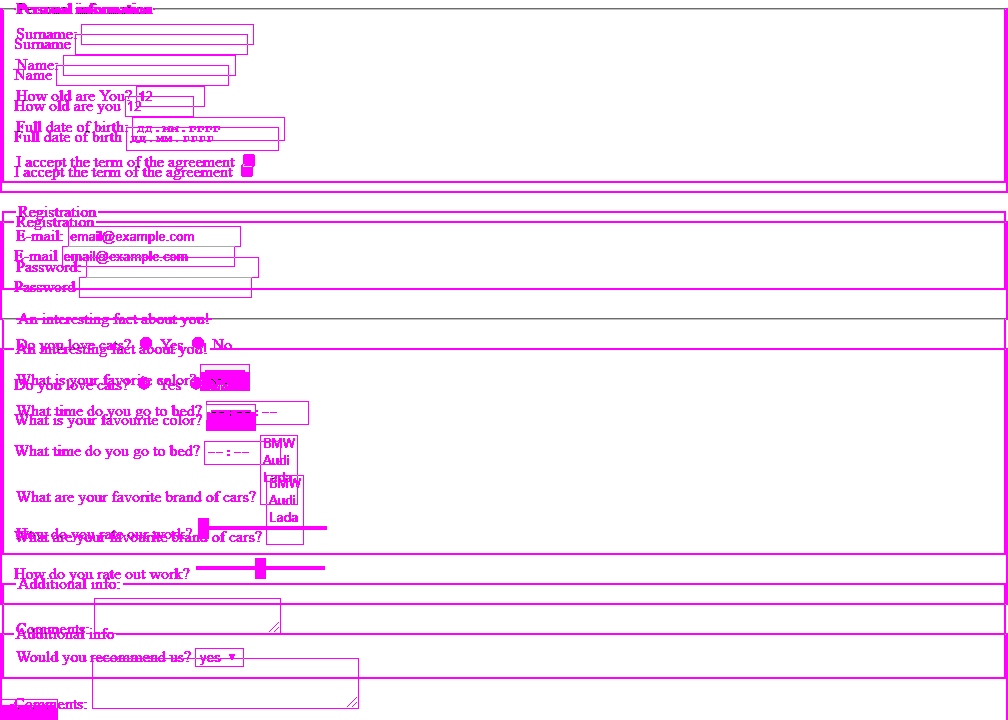 Personal information
Surname:
Surname
Name:
Name
How old are You? 12
How old are you 12
Full date of birth: дд.мм.гггг
Full date of birth дд.мм.гггг
I accept the term of the agreement
I accept the term of the agreement
Registration
Registration
E-mail: email@example.com
E-mail email@example.com
Password:
Password
An interesting fact about you!
Do you love cats? Yes No
An interesting fact about you!
What is your favorite color?
Do you love cats? Yes
What time do you go to bed? --:--
What is your favourite color?
What time do you go to bed? --:--
BMW
Audi
Lada
What are your favorite brand of cars?
BMW
Audi
Lada
How do you rate our work?
What are your favourite brand of cars?
How do you rate out work?
Additional info:
Comments:
Additional info
Would you recommend us? yes
Comments: